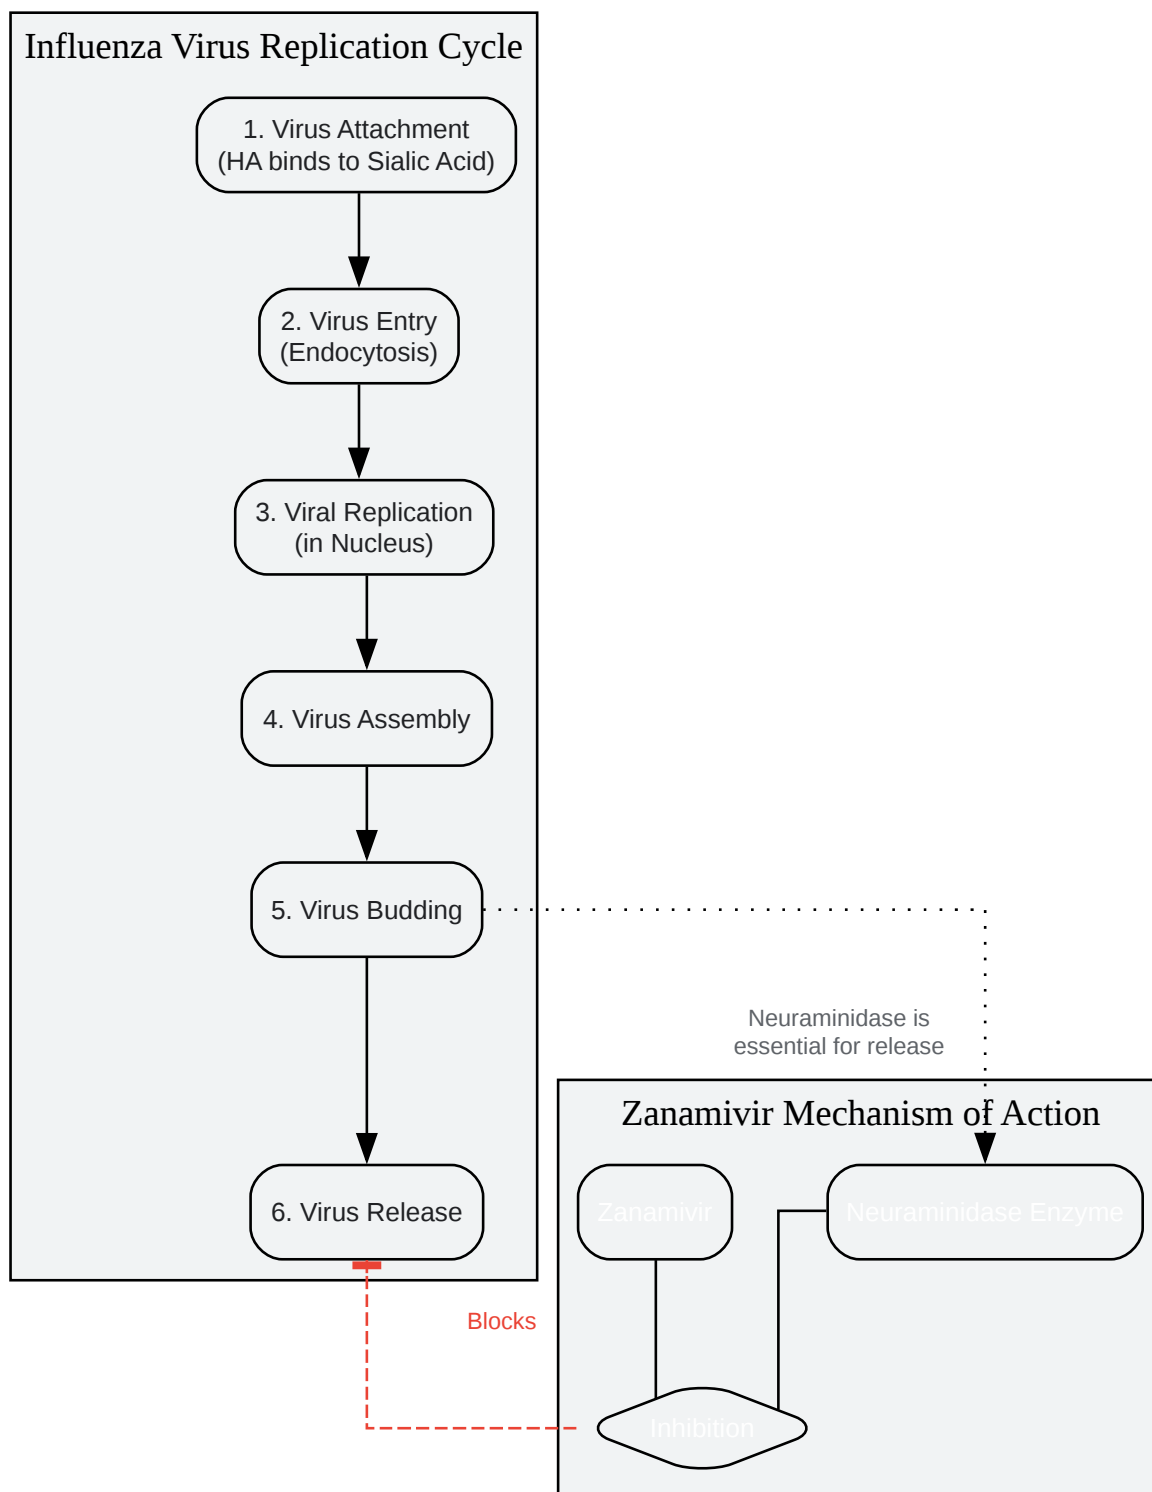 Influenza Virus Replication Cycle
1. Virus Attachment
(HA binds to Sialic Acid)
2. Virus Entry
(Endocytosis)
3. Viral Replication
(in Nucleus)
4. Virus Assembly
5. Virus Budding
Neuraminidase is
essential for release
Zanamivir Mechanism of Action
6. Virus Release
Zanamivir
Neuraminidase Enzyme
Blocks
Inhibition